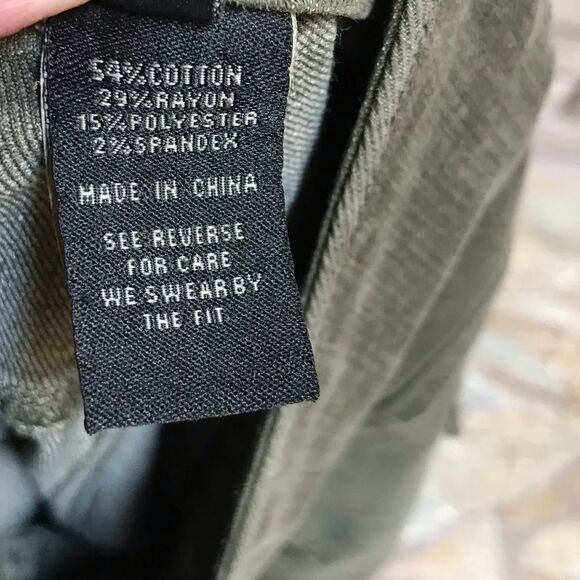 54% COTTON
29% RAYON
15% POLYESTER
2% SPANDEX
MADE IN CHINA
SEE REVERSE
FOR CARE
WE SWEAR BY
THE FIT.